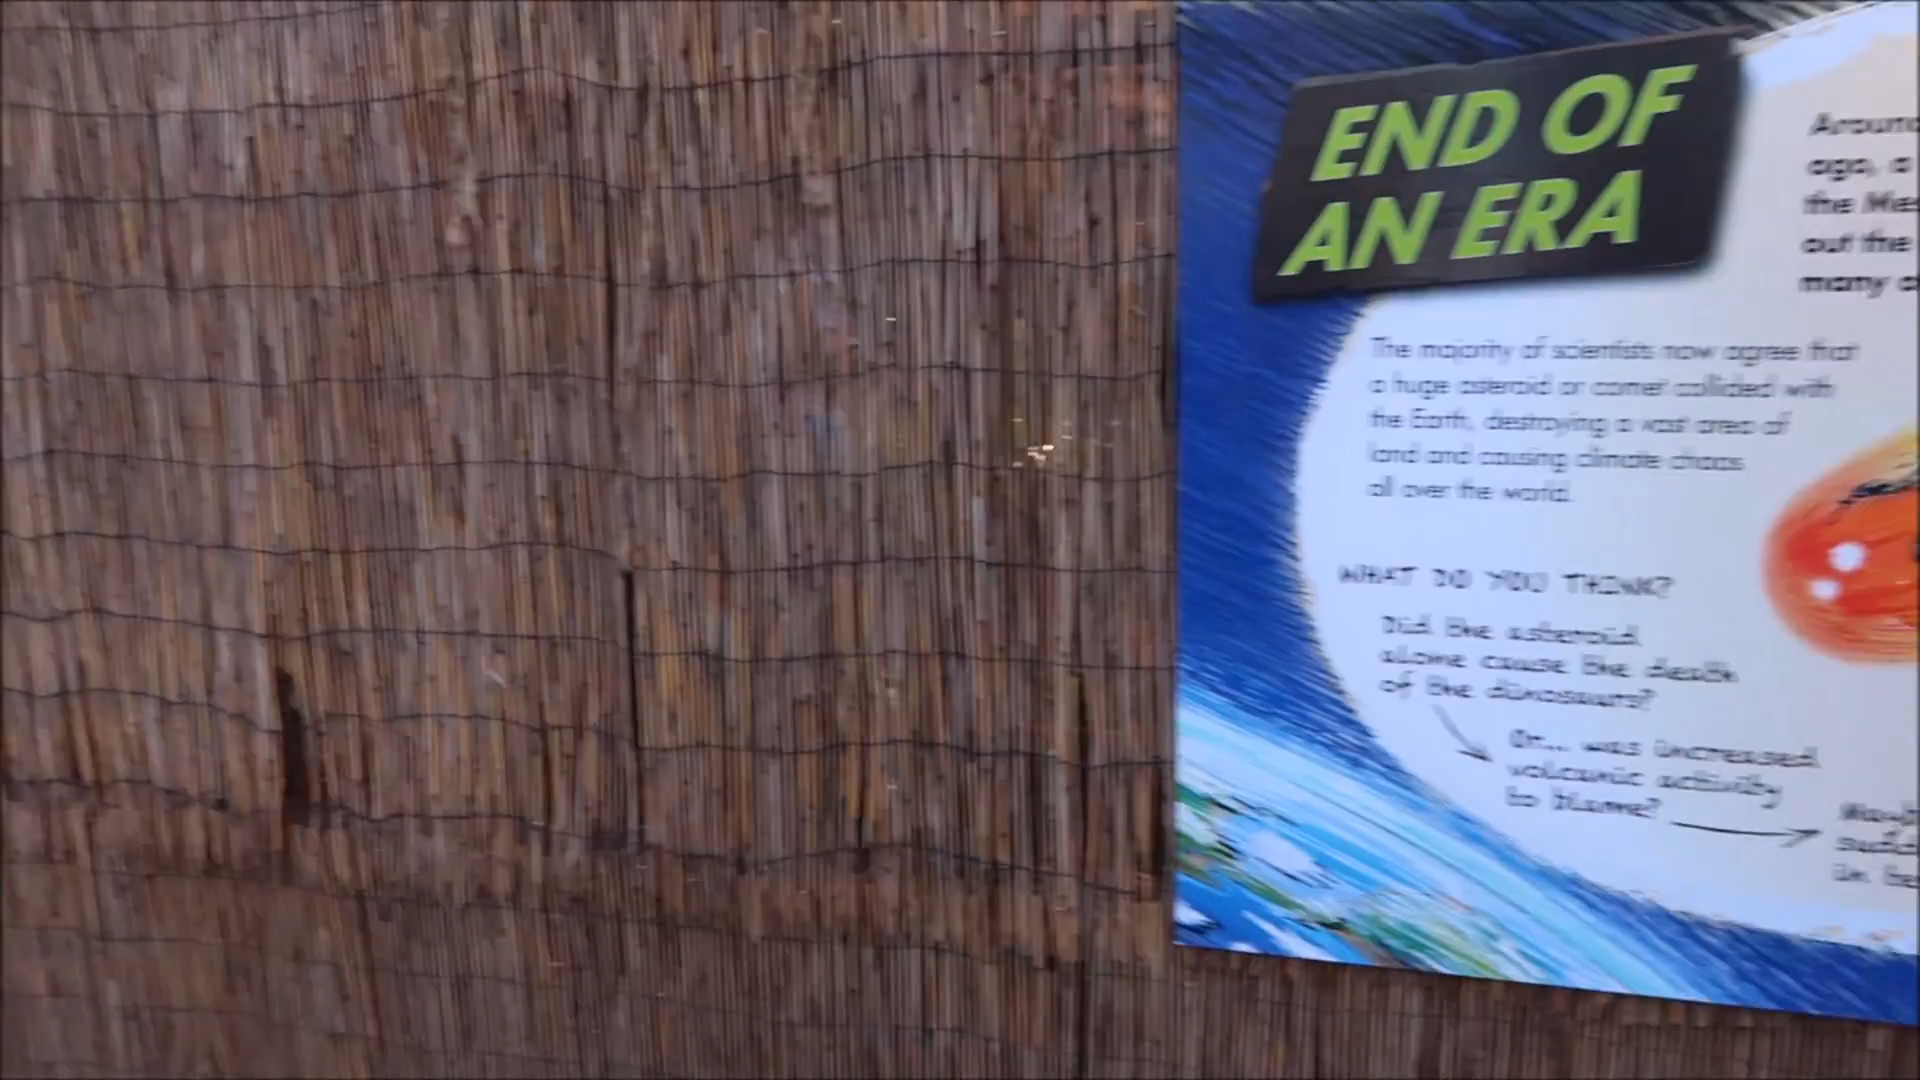 END OF
AN ERA
Around
ago, a
the
out the
many
The majority of scientists now agree that
a huge asteroid or comet collided with
the Earth, destroying a vast area of
land and causing climate chaos
all over the world.
WHAT DO YOU THINK?
Did the asteroid
alone cause the death
of the dinosaurs?
Or... was increased
volcanic activity
to blame?